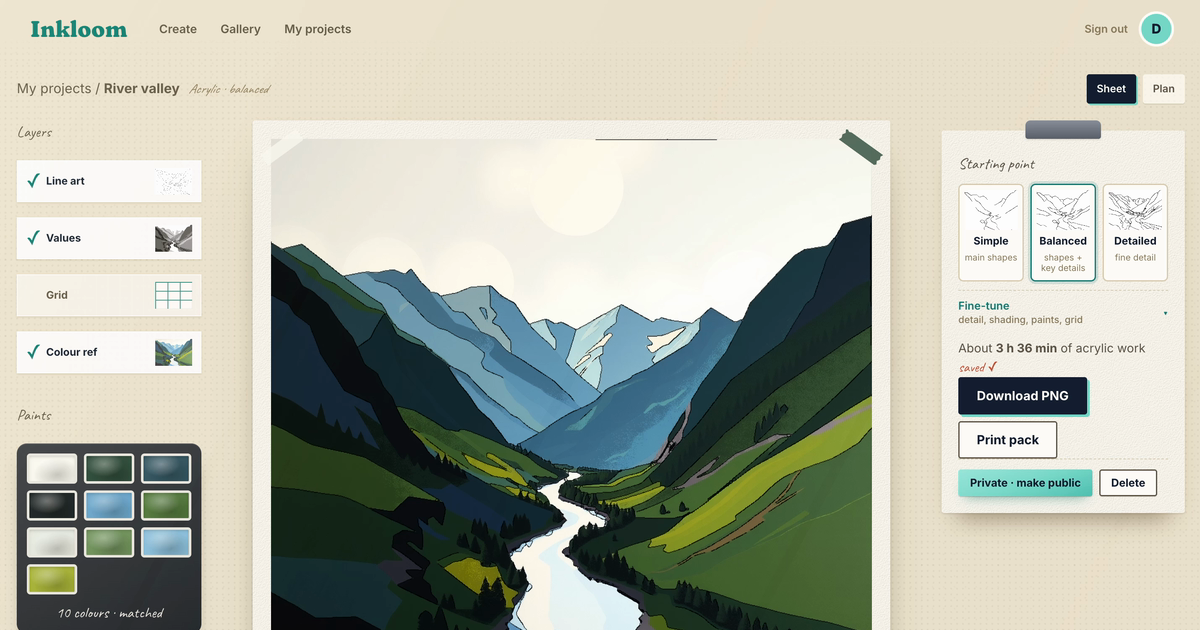 Inkloom
Create
Gallery
My projects
Sign out
D
My projects / River valley
Acrylic · balanced
Sheet
Plan
Layers
✓ Line art
✓ Values
Grid
✓ Colour ref
Paints
10 colours · matched
Starting point
Simple
main shapes
Balanced
shapes +
key details
Detailed
fine detail
Fine-tune
detail, shading, paints, grid
About 3 h 36 min of acrylic work
saved ✓
Download PNG
Print pack
Private · make public
Delete